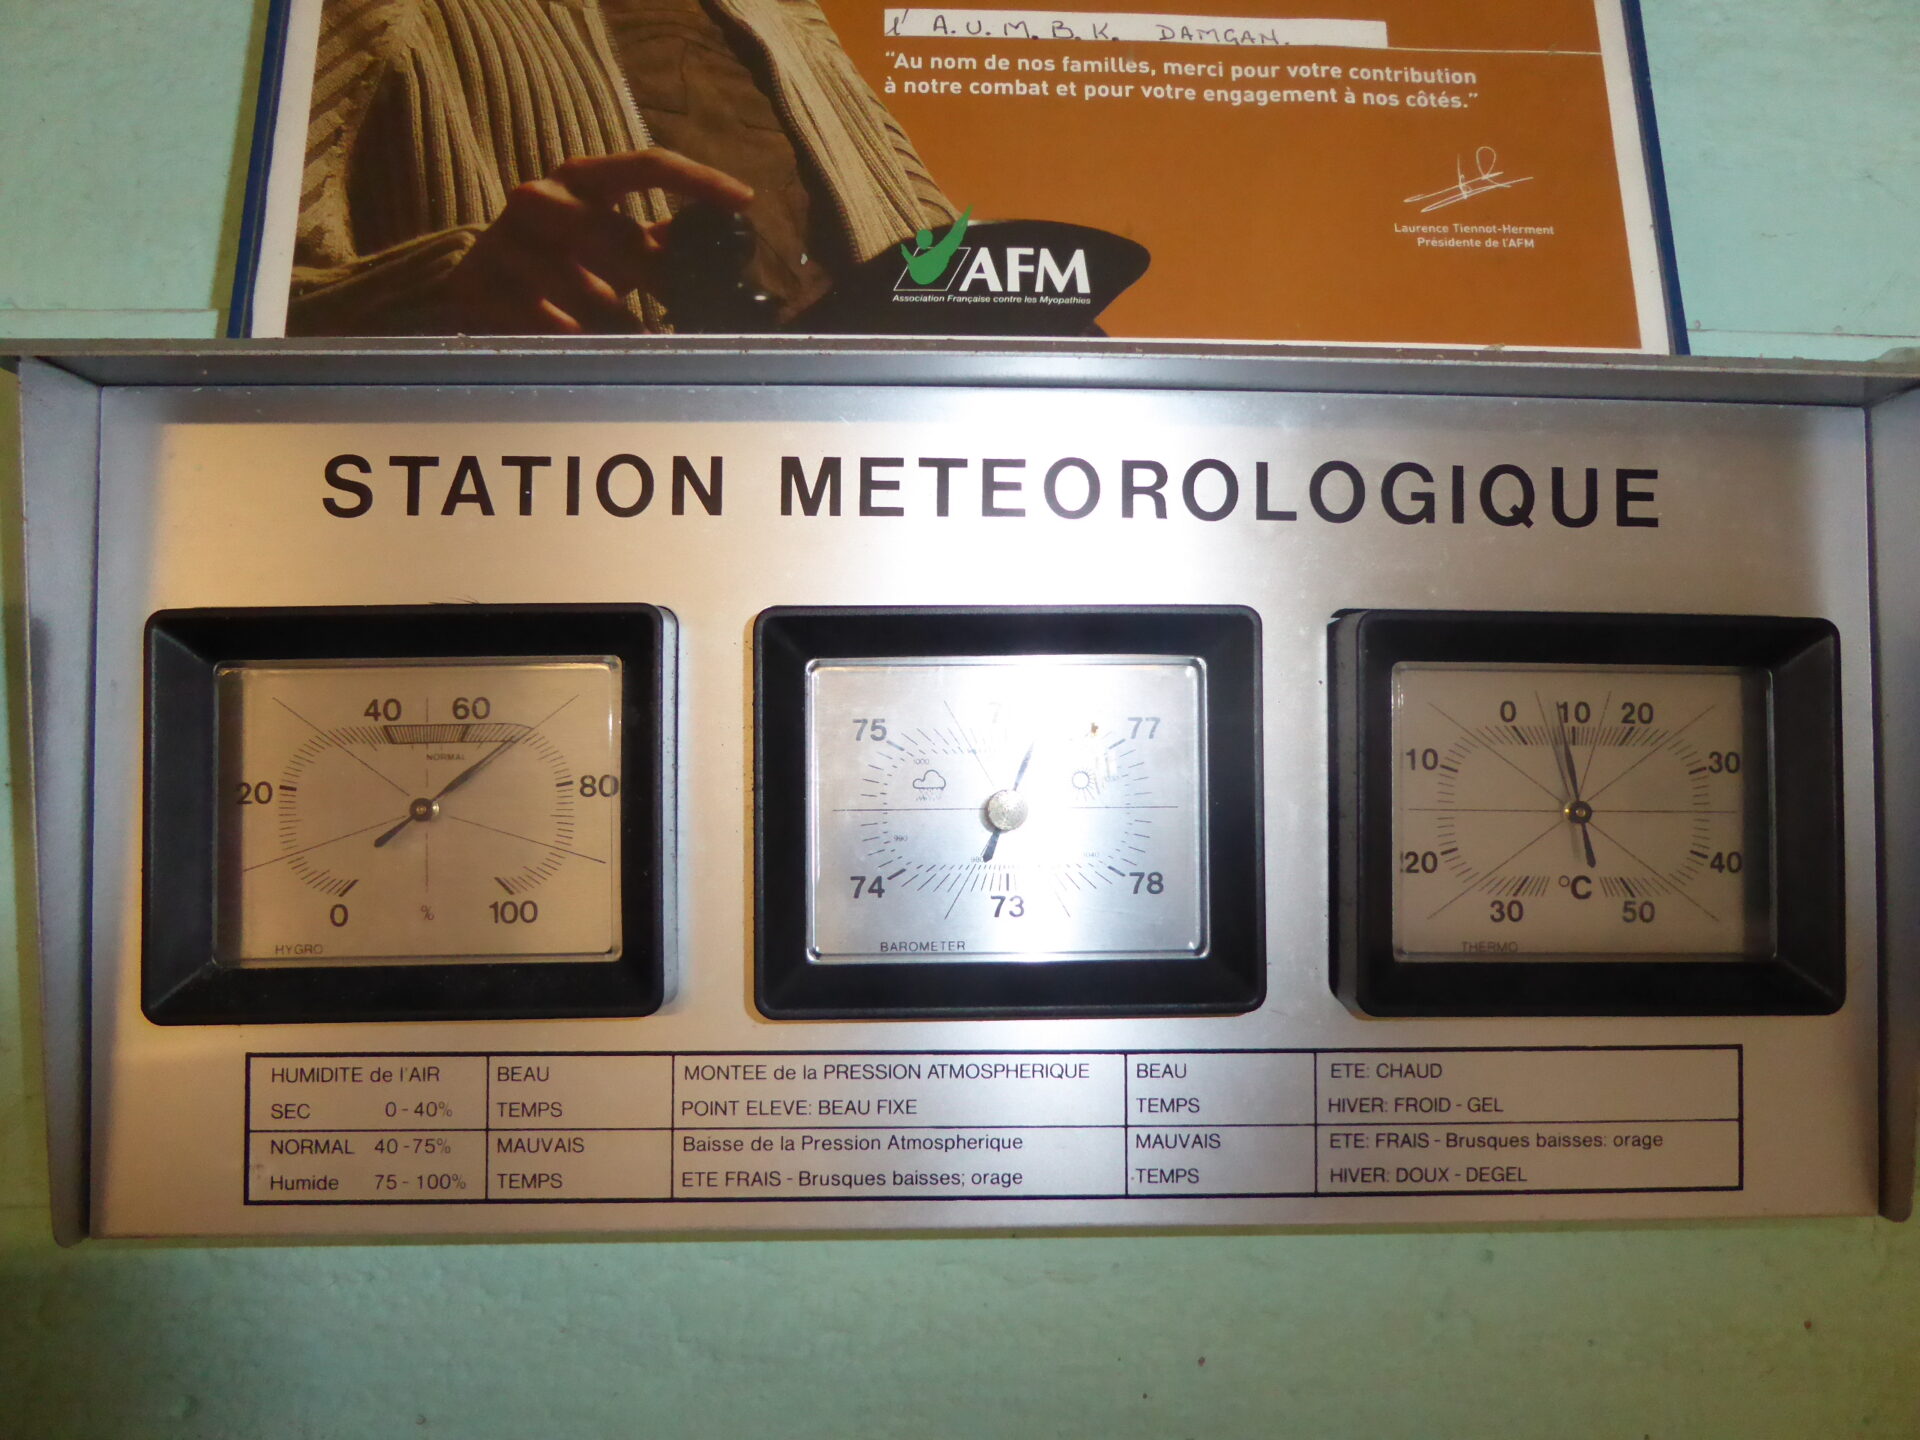 l'A.U.M.B.K. DAMGAN.
"Au nom de nos familles, merci pour votre contribution
à notre combat et pour votre engagement à nos côtés."
Laurence Tiennot-Herment
Présidente de l'AFM
AFM
Association Française contre les Myopathies
STATION METEOROLOGIQUE
40 60
NORMAL
20 80
0 % 100
HYGRO
75 77
1000
990
980 1040
74 78
73
BAROMETER
0 10 20
10 30
20 40
30 °C 50
THERMO
HUMIDITE de l'AIR BEAU MONTEE de la PRESSION ATMOSPHERIQUE BEAU ETE: CHAUD
SEC 0-40% TEMPS POINT ELEVE: BEAU FIXE TEMPS HIVER: FROID - GEL
NORMAL 40-75% MAUVAIS Baisse de la Pression Atmospherique MAUVAIS ETE: FRAIS - Brusques baisses: orage
Humide 75-100% TEMPS ETE FRAIS - Brusques baisses; orage TEMPS HIVER: DOUX - DEGEL